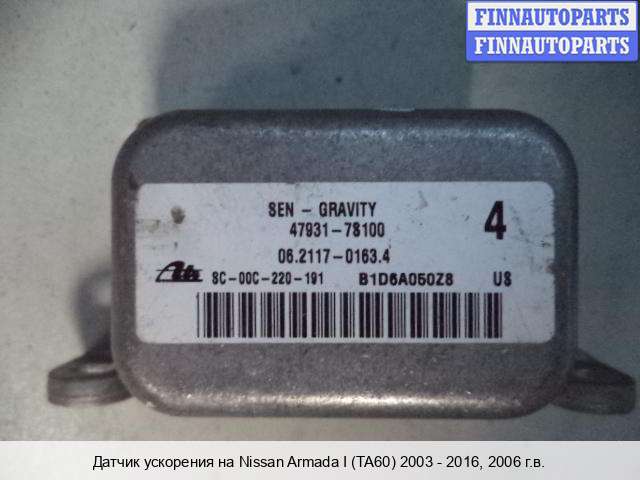 FINNAUTOPARTS
FINNAUTOPARTS
SEN - GRAVITY
47931-7S100
4
06.2117-0163.4
Ate SC-00C-220-191 B1D6A050Z8 US
Датчик ускорения на Nissan Armada I (TA60) 2003 - 2016, 2006 г.в.